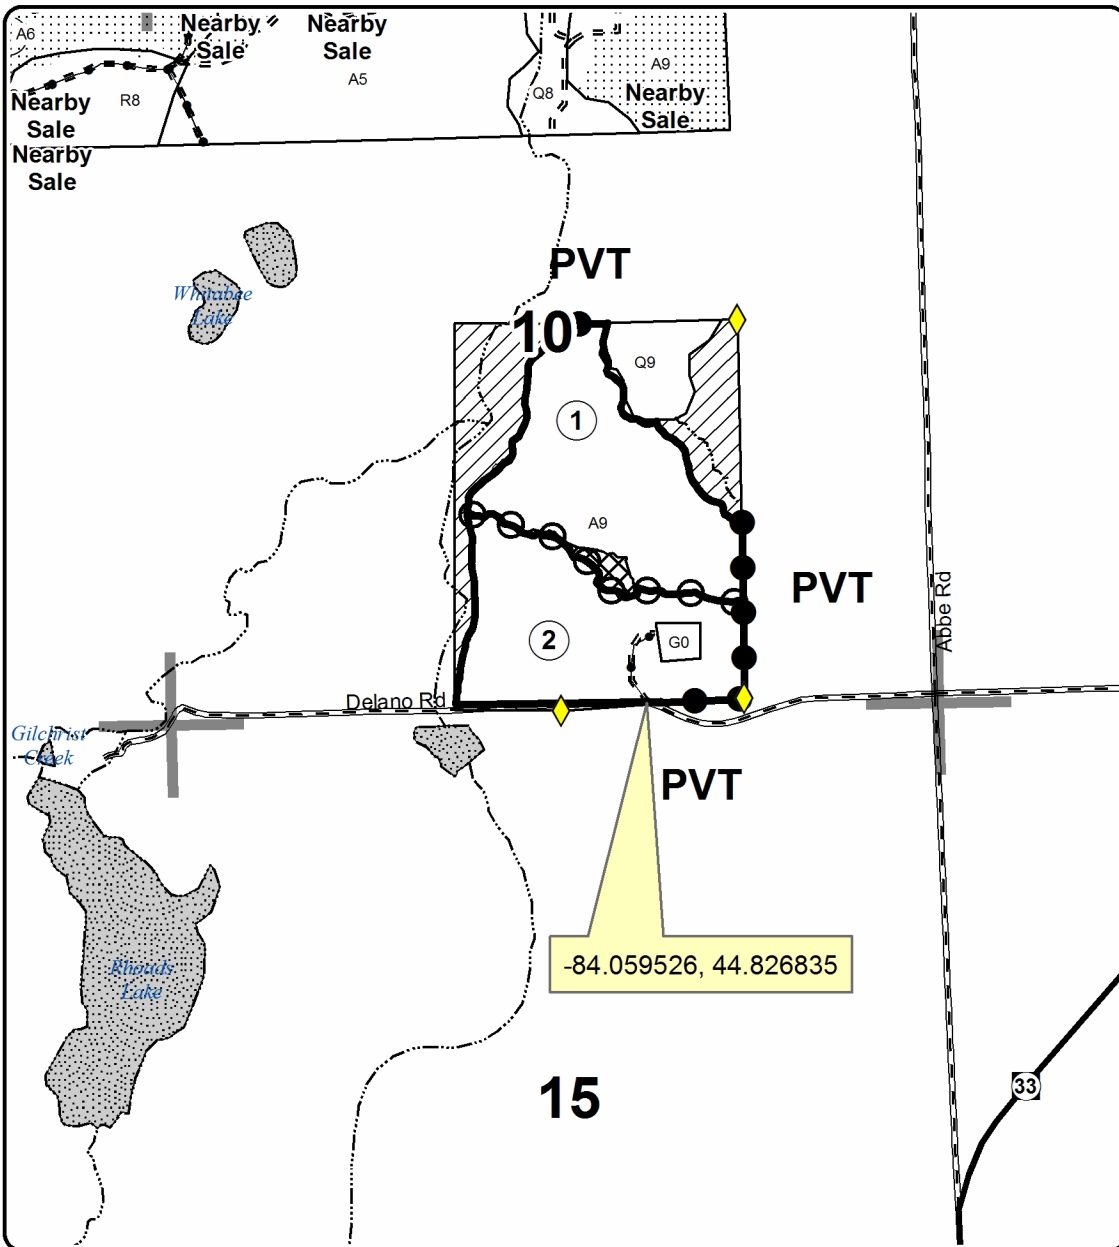 A6
Nearby
Sale
Nearby
Sale
A5
R8
Nearby
Sale
Nearby
Sale
Q8
A9
Nearby
Sale
Whitabee
Lake
PVT
10
Q9
1
A9
PVT
Abbe Rd
2
G0
Delano Rd
Gilchrist
Creek
PVT
-84.059526, 44.826835
Rhoads
Lake
15
33